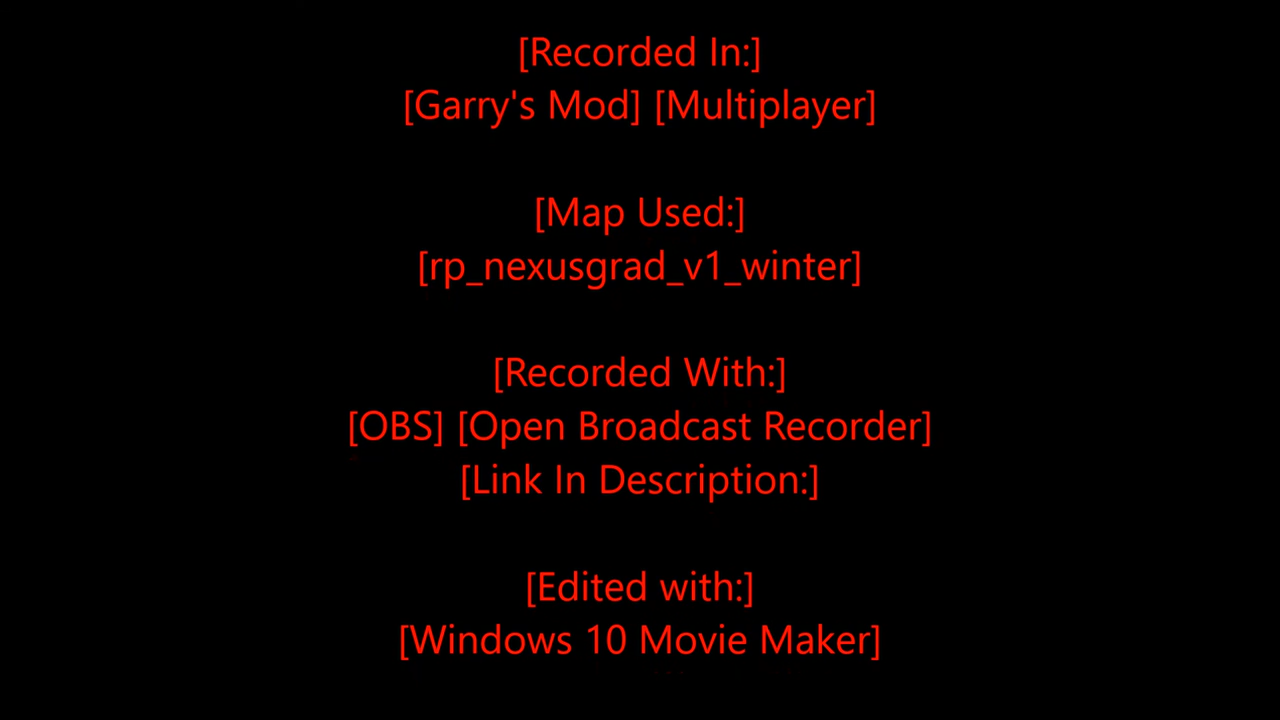 [Recorded In:]
[Garry's Mod] [Multiplayer]
[Map Used:]
[rp_nexusgrad_v1_winter]
[Recorded With:]
[OBS] [Open Broadcast Recorder]
[Link In Description:]
[Edited with:]
[Windows 10 Movie Maker]